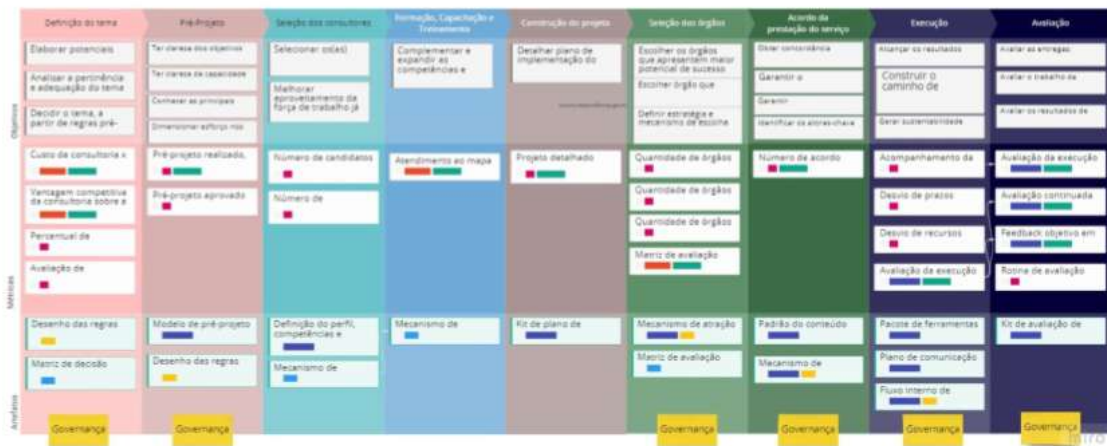 Definição do tema
Pré-Projeto
Seleção dos consultores
Formação, Capacitação e
Treinamento
Construção do projeto
Seleção dos órgãos
Acordo da
prestação do serviço
Execução
Avaliação
Objetivos
Elaborar potenciais
Analisar a pertinência
e adequação do tema
Decidir o tema, a
partir de regras pré-
Ter clareza dos objetivos
Ter clareza da capacidade
Conhecer as principais
Dimensionar esforço nos
Selecionar os(as)
Melhorar
aproveitamento da
força de trabalho já
Complementar e
expandir as
competências e
Detalhar plano de
implementação do
Escolher os órgãos
que apresentem maior
potencial de sucesso
Escolher órgão que
Definir estratégia e
mecanismo de escolha
Obter concordância
Garantir o
Garantir
Identificar os atores-chave
Alcançar os resultados
Construir o
caminho de
Gerar sustentabilidade
Avaliar as entregas
Avaliar o trabalho da
Avaliar os resultados de
Métricas
Custo da consultoria x
Vantagem competitiva
da consultoria sobre a
Percentual de
Avaliação de
Pré-projeto realizado,
Pré-projeto aprovado
Número de candidatos
Número de
Atendimento ao mapa
Projeto detalhado
Quantidade de órgãos
Quantidade de órgãos
Quantidade de órgãos
Matriz de avaliação
Número de acordo
Acompanhamento da
Desvio de prazos
Desvio de recursos
Avaliação da execução
Avaliação da execução
Avaliação continuada
Feedback objetivo em
Rotina de avaliação
Artefatos
Desenho das regras
Matriz de decisão
Modelo de pré-projeto
Desenho das regras
Definição do perfil,
competências e
Mecanismo de
Mecanismo de
Kit de plano de
Mecanismo de atração
Matriz de avaliação
Padrão do conteúdo
Mecanismo de
Pacote de ferramentas
Plano de comunicação
Fluxo interno de
Kit de avaliação de
Governança
Governança
Governança
Governança
Governança
Governança
miro